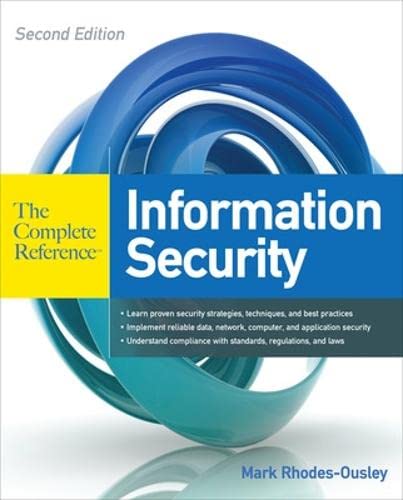 Second Edition
The
Complete
Reference™
Information
Security
• Learn proven security strategies, techniques, and best practices
• Implement reliable data, network, computer, and application security
• Understand compliance with standards, regulations, and laws
Mark Rhodes-Ousley